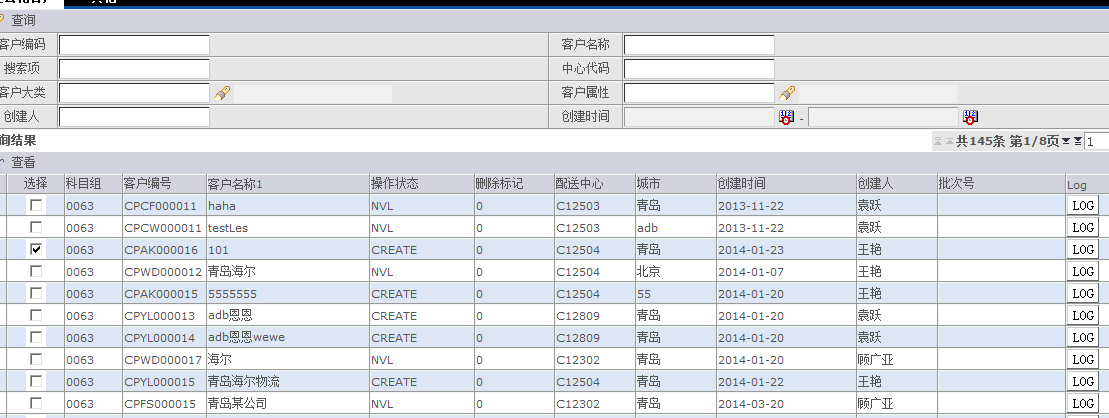 查询
客户编码 客户名称
搜索项 中心代码
客户大类 客户属性
创建人 创建时间 -
询结果 共145条 第1/8页 1
查看
选择 科目组 客户编号 客户名称1 操作状态 删除标记 配送中心 城市 创建时间 创建人 批次号 Log
0063 CPCF000011 haha NVL 0 C12503 青岛 2013-11-22 袁跃 LOG
0063 CPCW000011 testLes NVL 0 C12503 adb 2013-11-22 袁跃 LOG
0063 CPAK000016 101 CREATE 0 C12504 青岛 2014-01-23 王艳 LOG
0063 CPWD000012 青岛海尔 NVL 0 C12504 北京 2014-01-07 王艳 LOG
0063 CPAK000015 5555555 CREATE 0 C12504 55 2014-01-20 王艳 LOG
0063 CPYL000013 adb恩恩 CREATE 0 C12809 青岛 2014-01-20 袁跃 LOG
0063 CPYL000014 adb恩恩wewe CREATE 0 C12809 青岛 2014-01-20 袁跃 LOG
0063 CPWD000017 海尔 NVL 0 C12302 青岛 2014-01-20 顾广亚 LOG
0063 CPYL000015 青岛海尔物流 CREATE 0 C12504 青岛 2014-01-22 王艳 LOG
0063 CPFS000015 青岛某公司 NVL 0 C12302 青岛 2014-03-20 顾广亚 LOG